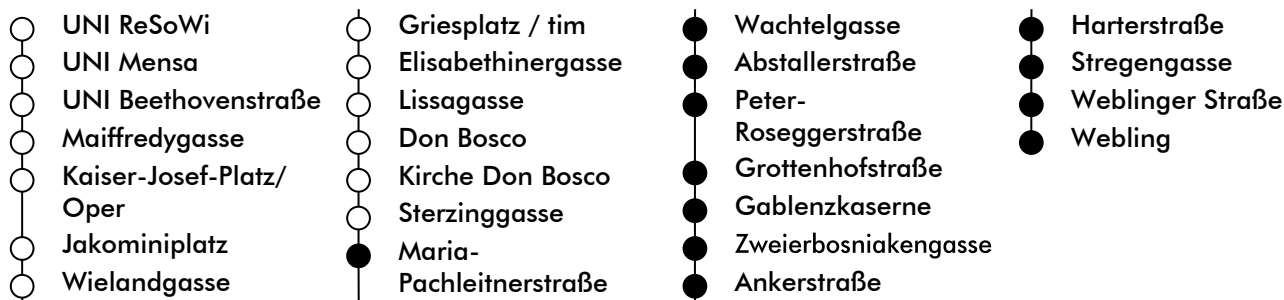 UNI ReSoWi
UNI Mensa
UNI Beethovenstraße
Maiffredygasse
Kaiser-Josef-Platz/
Oper
Jakominiplatz
Wielandgasse
Griesplatz / tim
Elisabethinergasse
Lissagasse
Don Bosco
Kirche Don Bosco
Sterzinggasse
Maria-
Pachleitnerstraße
Wachtelgasse
Abstallerstraße
Peter-
Roseggerstraße
Grottenhofstraße
Gablenzkaserne
Zweierbosniakengasse
Ankerstraße
Harterstraße
Stregengasse
Weblinger Straße
Webling